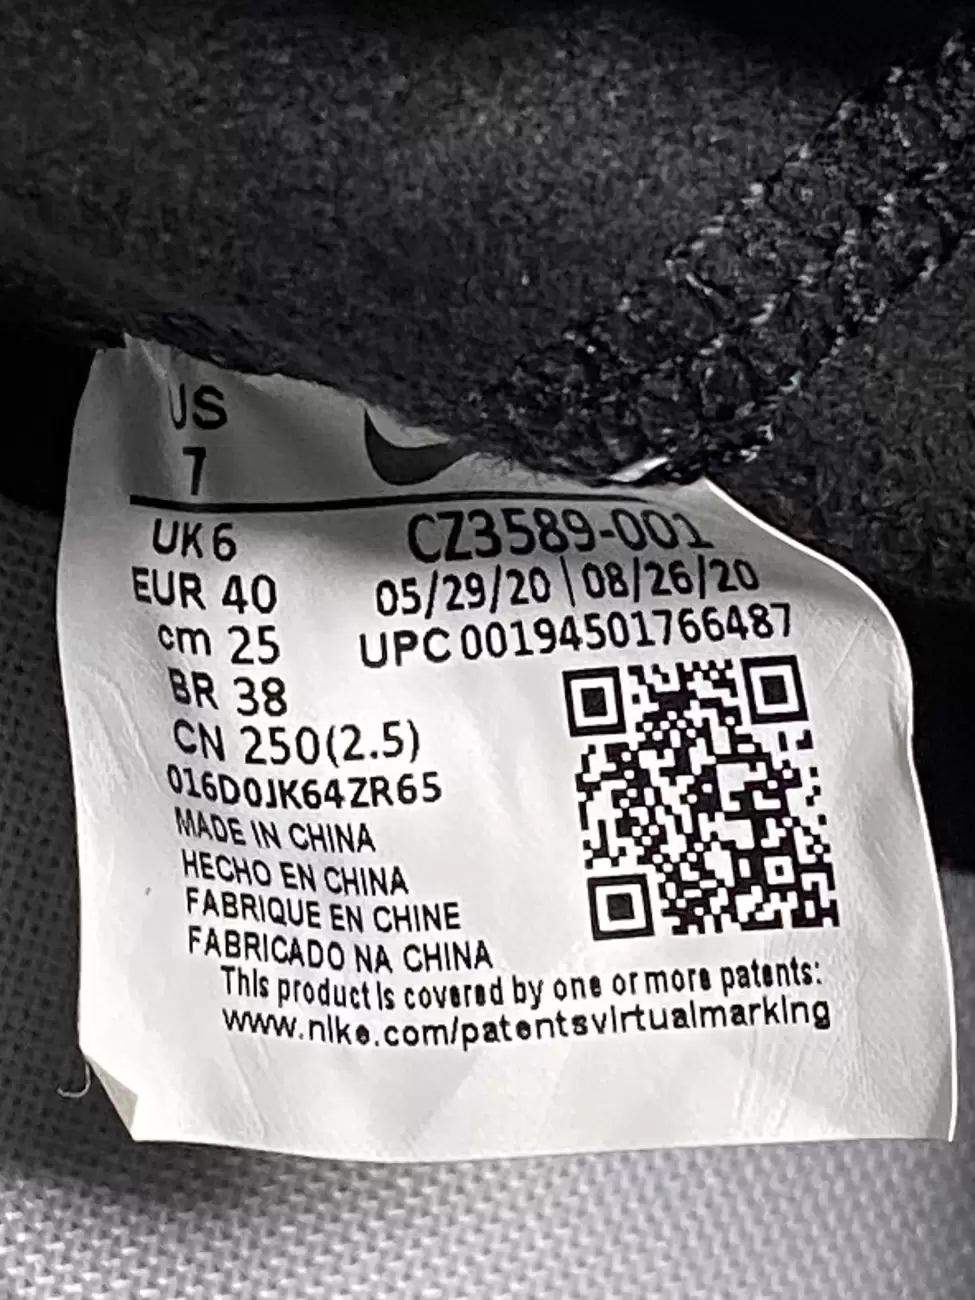 US
7
UK 6
CZ3589-001
EUR 40
05/29/20 | 08/26/20
cm 25
UPC 00194501766487
BR 38
CN 250(2.5)
016D0JK64ZR65
MADE IN CHINA
HECHO EN CHINA
FABRIQUE EN CHINE
FABRICADO NA CHINA
This product is covered by one or more patents:
www.nike.com/patentsvirtualmarking